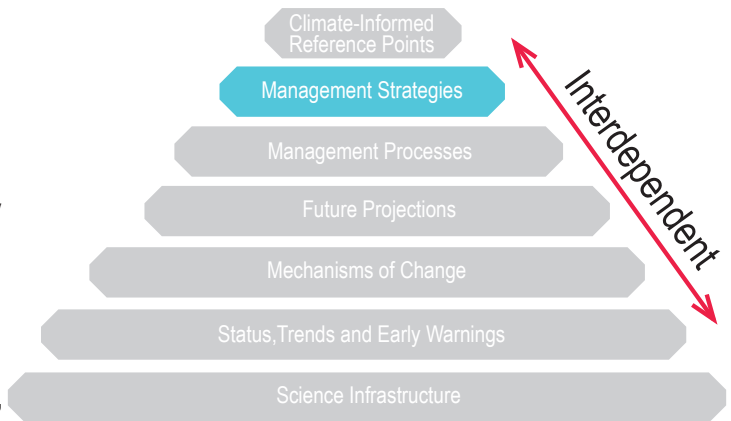 Climate-Informed
Reference Points
Management Strategies
Management Processes
Future Projections
Mechanisms of Change
Status,Trends and Early Warnings
Science Infrastructure
Interdependent